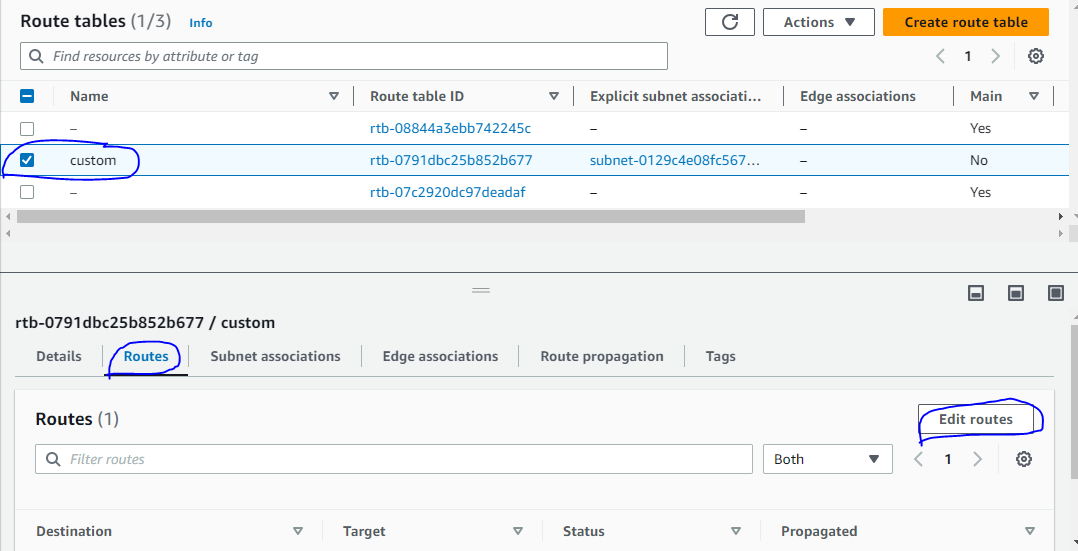 Route tables (1/3) Info
Actions Create route table
Find resources by attribute or tag
1
Name Route table ID Explicit subnet associati... Edge associations Main
– rtb-08844a3ebb742245c – – Yes
custom rtb-0791dbc25b852b677 subnet-0129c4e08fc567... – No
– rtb-07c2920dc97deadaf – – Yes
rtb-0791dbc25b852b677 / custom
Details Routes Subnet associations Edge associations Route propagation Tags
Routes (1) Edit routes
Filter routes Both 1
Destination Target Status Propagated